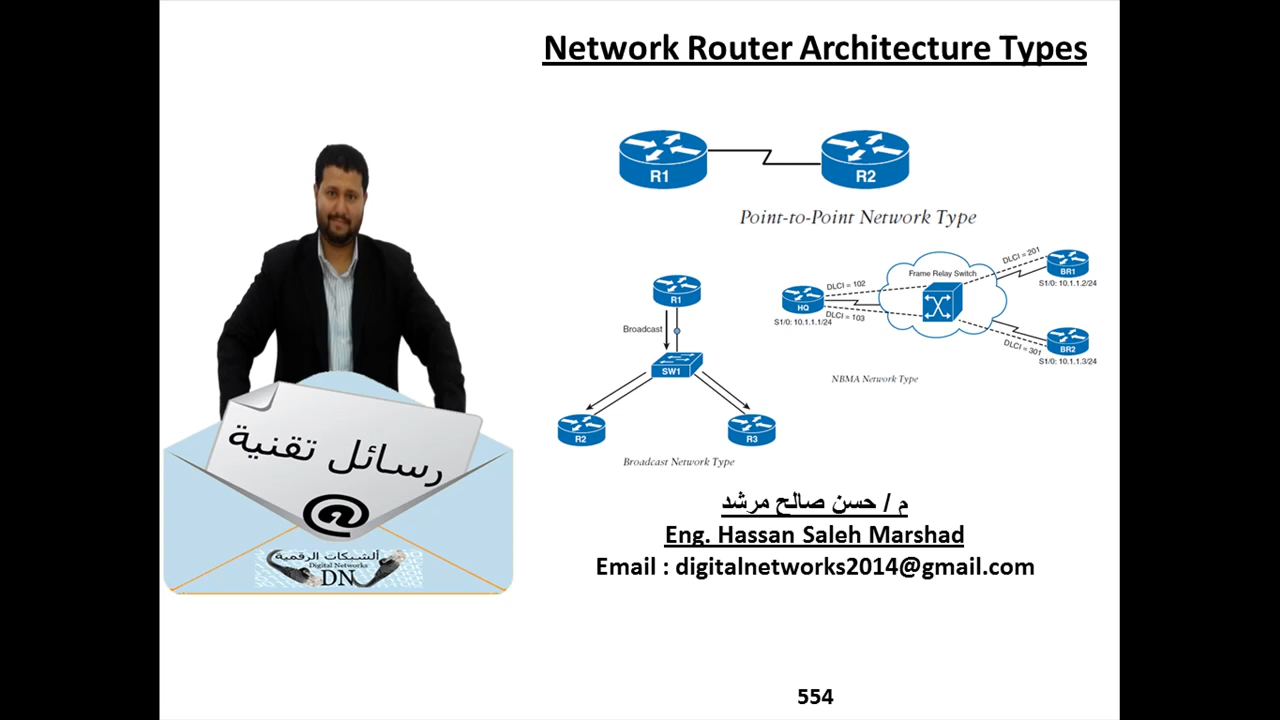 Network Router Architecture Types
R1
R2
Point-to-Point Network Type
R1
Broadcast
SW1
R2
R3
Broadcast Network Type
Frame Relay Switch
DLCI = 201
DLCI = 102
HQ
DLCI = 103
S1/0: 10.1.1.1/24
BR1
S1/0: 10.1.1.2/24
DLCI = 301
BR2
S1/0: 10.1.1.3/24
NBMA Network Type
رسائل تقنية
@
الشبكات الرقمية
Digital Networks
DN
م / حسن صالح مرشد
Eng. Hassan Saleh Marshad
Email : digitalnetworks2014@gmail.com
554